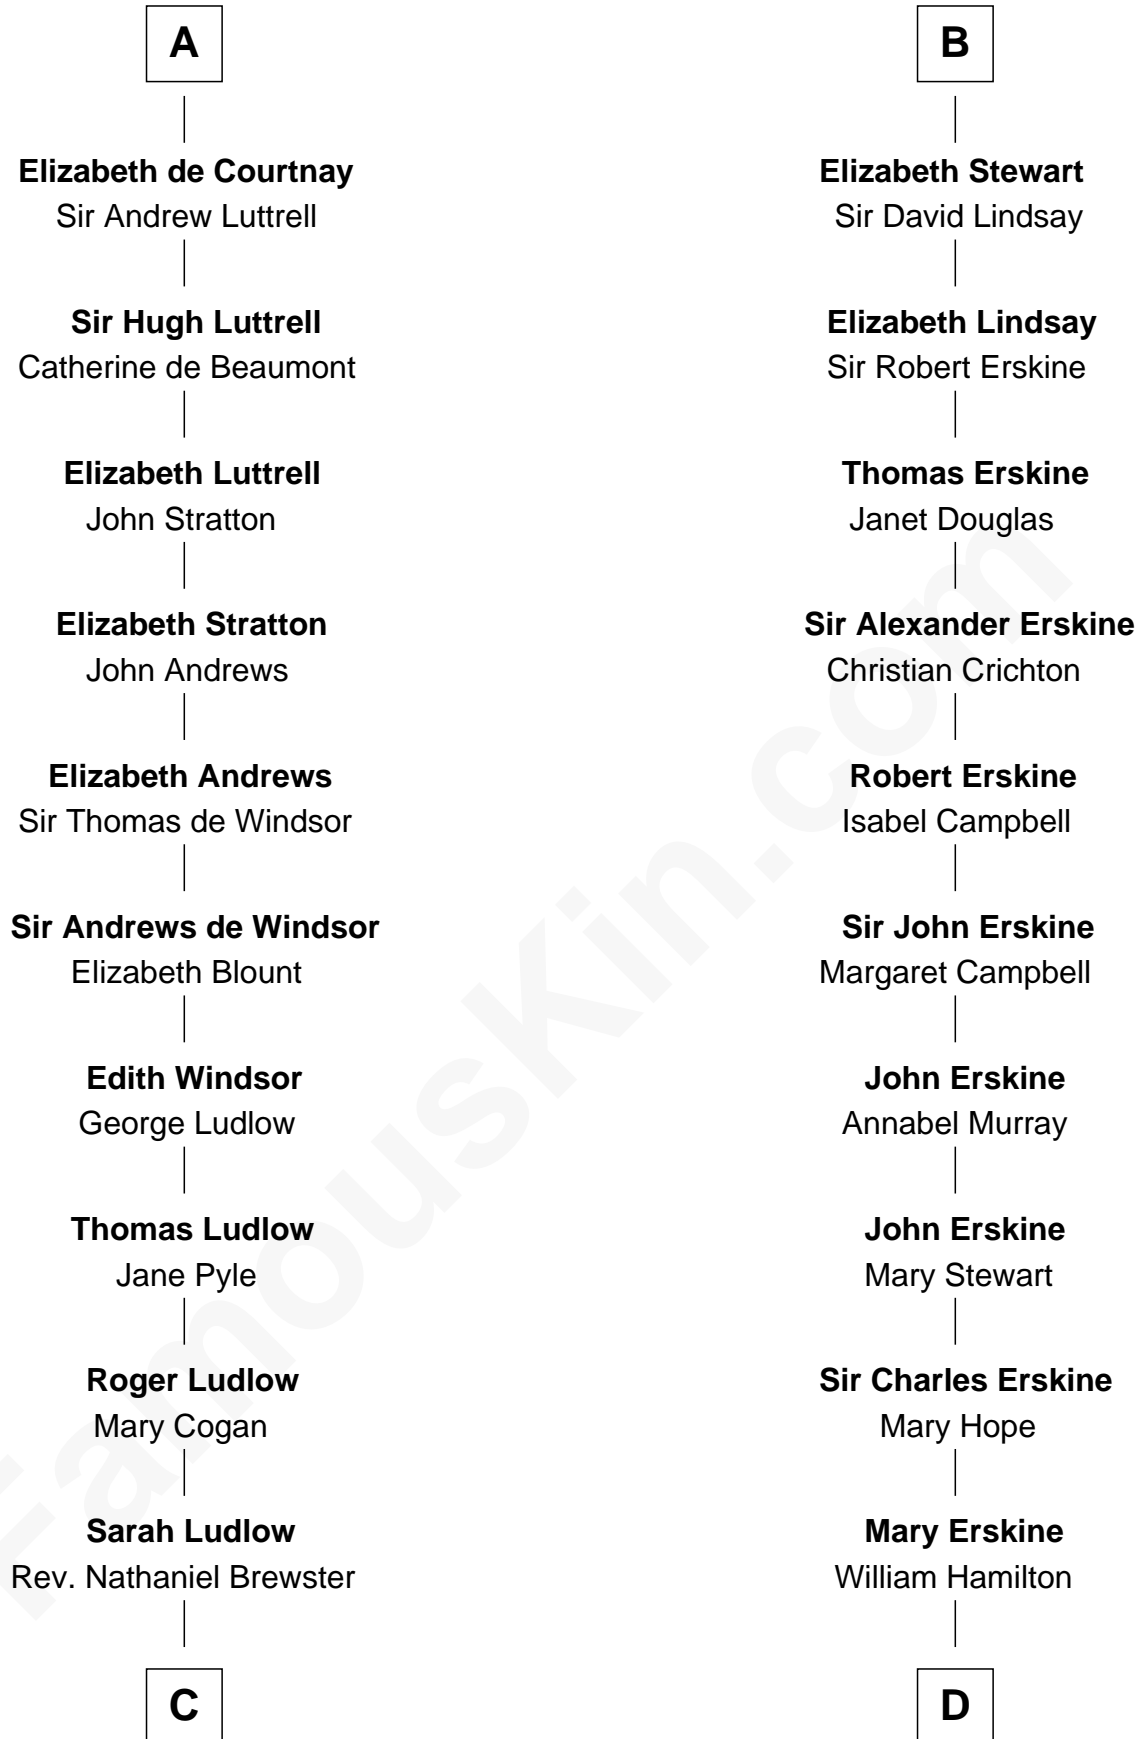 A
Elizabeth de Courtnay
Sir Andrew Luttrell
Sir Hugh Luttrell
Catherine de Beaumont
Elizabeth Luttrell
John Stratton
Elizabeth Stratton
John Andrews
Elizabeth Andrews
Sir Thomas de Windsor
Sir Andrews de Windsor
Elizabeth Blount
Edith Windsor
George Ludlow
Thomas Ludlow
Jane Pyle
Roger Ludlow
Mary Cogan
Sarah Ludlow
Rev. Nathaniel Brewster
C
B
Elizabeth Stewart
Sir David Lindsay
Elizabeth Lindsay
Sir Robert Erskine
Thomas Erskine
Janet Douglas
Sir Alexander Erskine
Christian Crichton
Robert Erskine
Isabel Campbell
Sir John Erskine
Margaret Campbell
John Erskine
Annabel Murray
John Erskine
Mary Stewart
Sir Charles Erskine
Mary Hope
Mary Erskine
William Hamilton
D
FamousKin.com